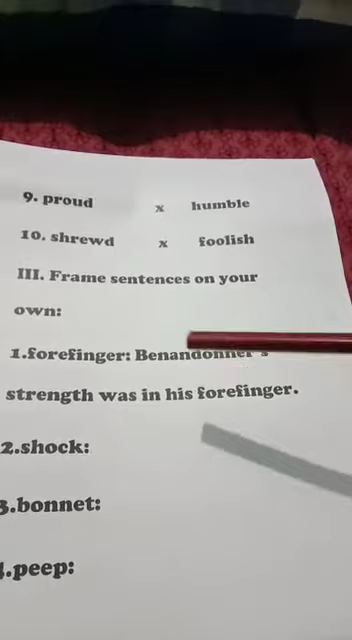 9. proud x humble
10. shrewd x foolish
III. Frame sentences on your
own:
1.forefinger: Benandonner's
strength was in his forefinger.
2.shock:
3.bonnet:
.peep: